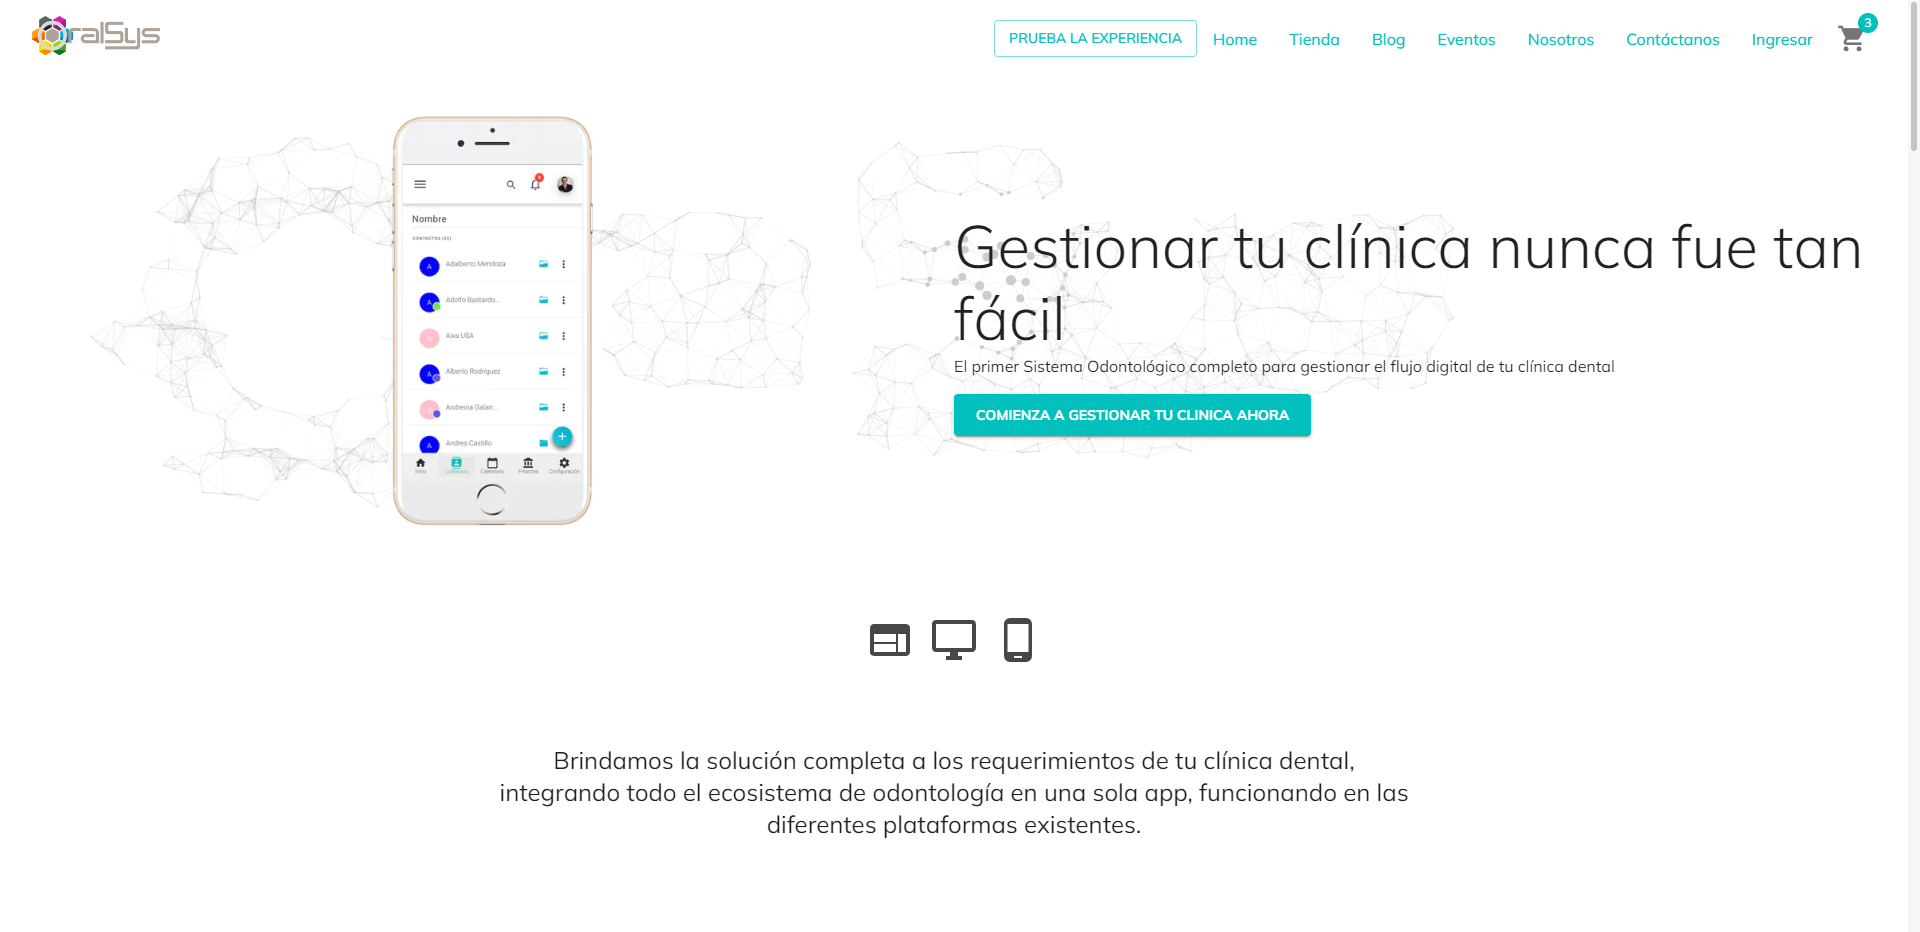 ralSys
PRUEBA LA EXPERIENCIA
Home
Tienda
Blog
Eventos
Nosotros
Contáctanos
Ingresar
3
Nombre
CONTACTOS (25)
A Adalberto Mendoza
A Adolfo Bastardo...
Aixa USA
A Alberto Rodríguez
Andreina Galarr...
A Andres Castillo
Inicio
Contactos
Calendario
Finanzas
Configuración
Gestionar tu clínica nunca fue tan
fácil
El primer Sistema Odontológico completo para gestionar el flujo digital de tu clínica dental
COMIENZA A GESTIONAR TU CLINICA AHORA
Brindamos la solución completa a los requerimientos de tu clínica dental,
integrando todo el ecosistema de odontología en una sola app, funcionando en las
diferentes plataformas existentes.